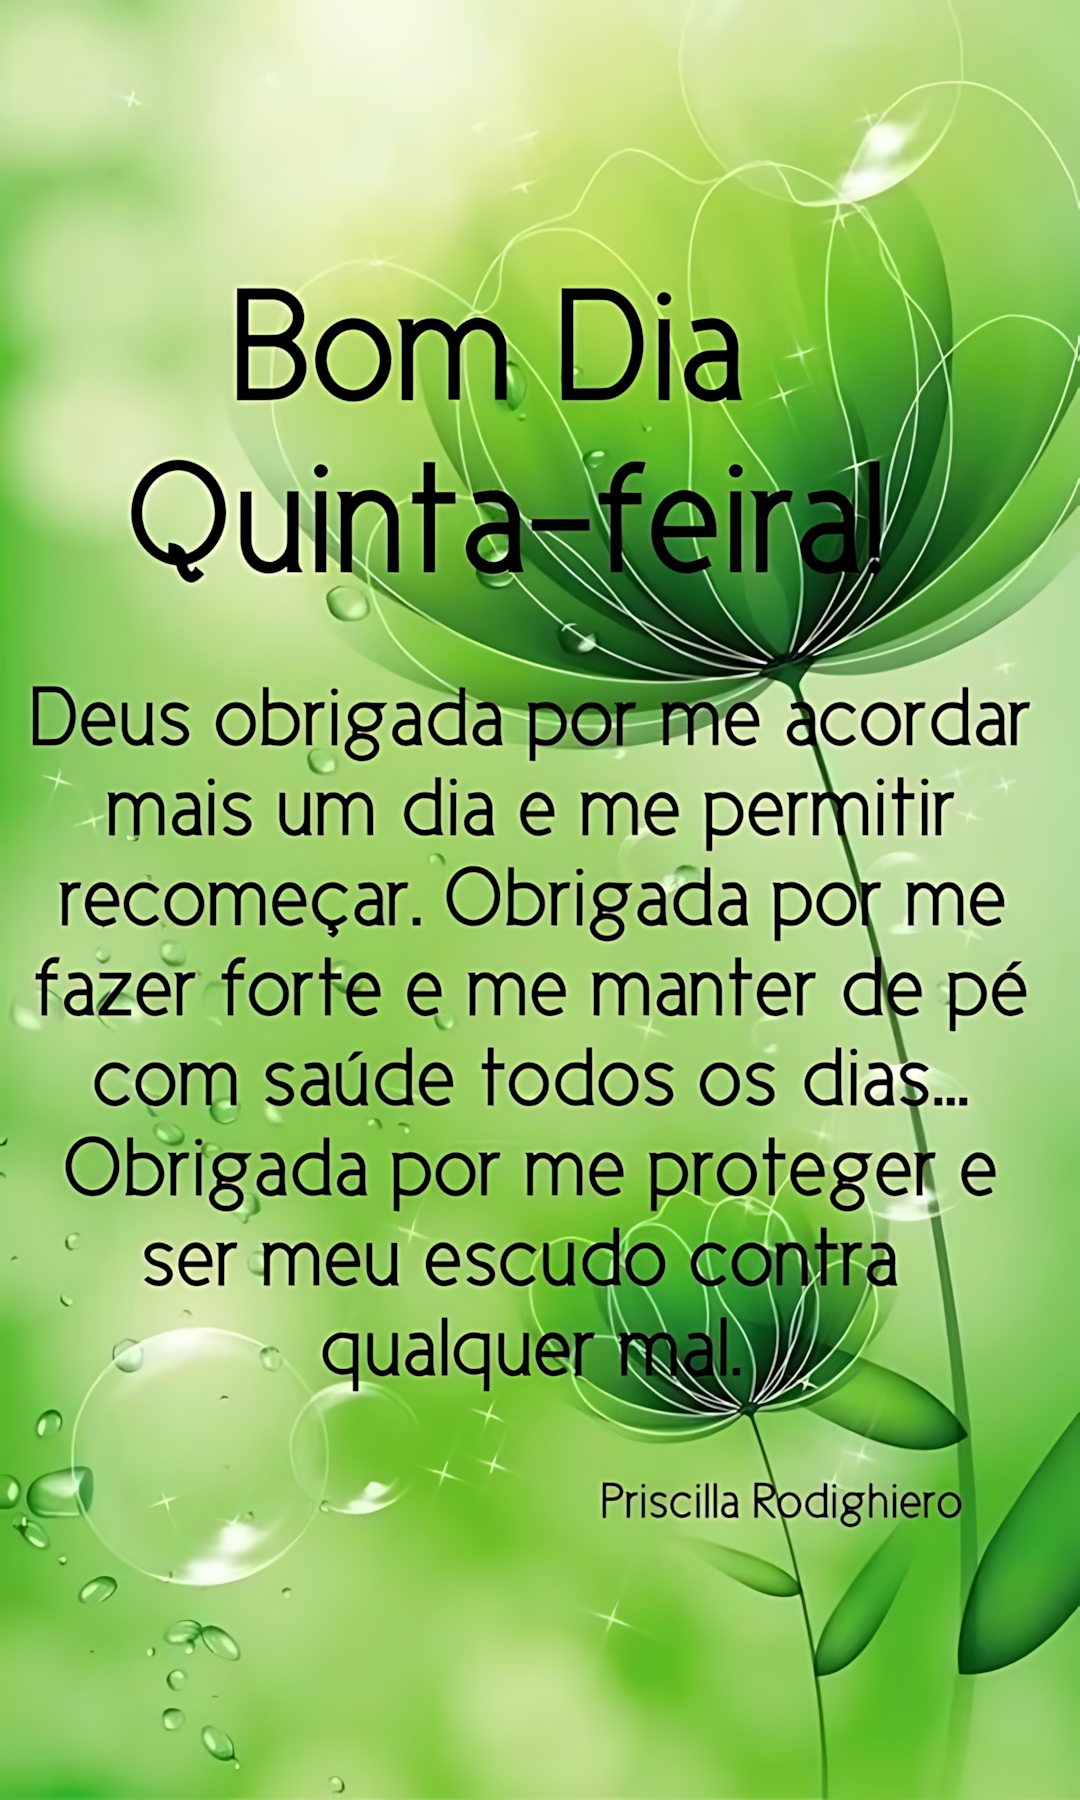 Bom Dia
Quinta-feira!
Deus obrigada por me acordar
mais um dia e me permitir
recomeçar. Obrigada por me
fazer forte e me manter de pé
com saúde todos os dias...
Obrigada por me proteger e
ser meu escudo contra
qualquer mal.
Priscilla Rodighiero